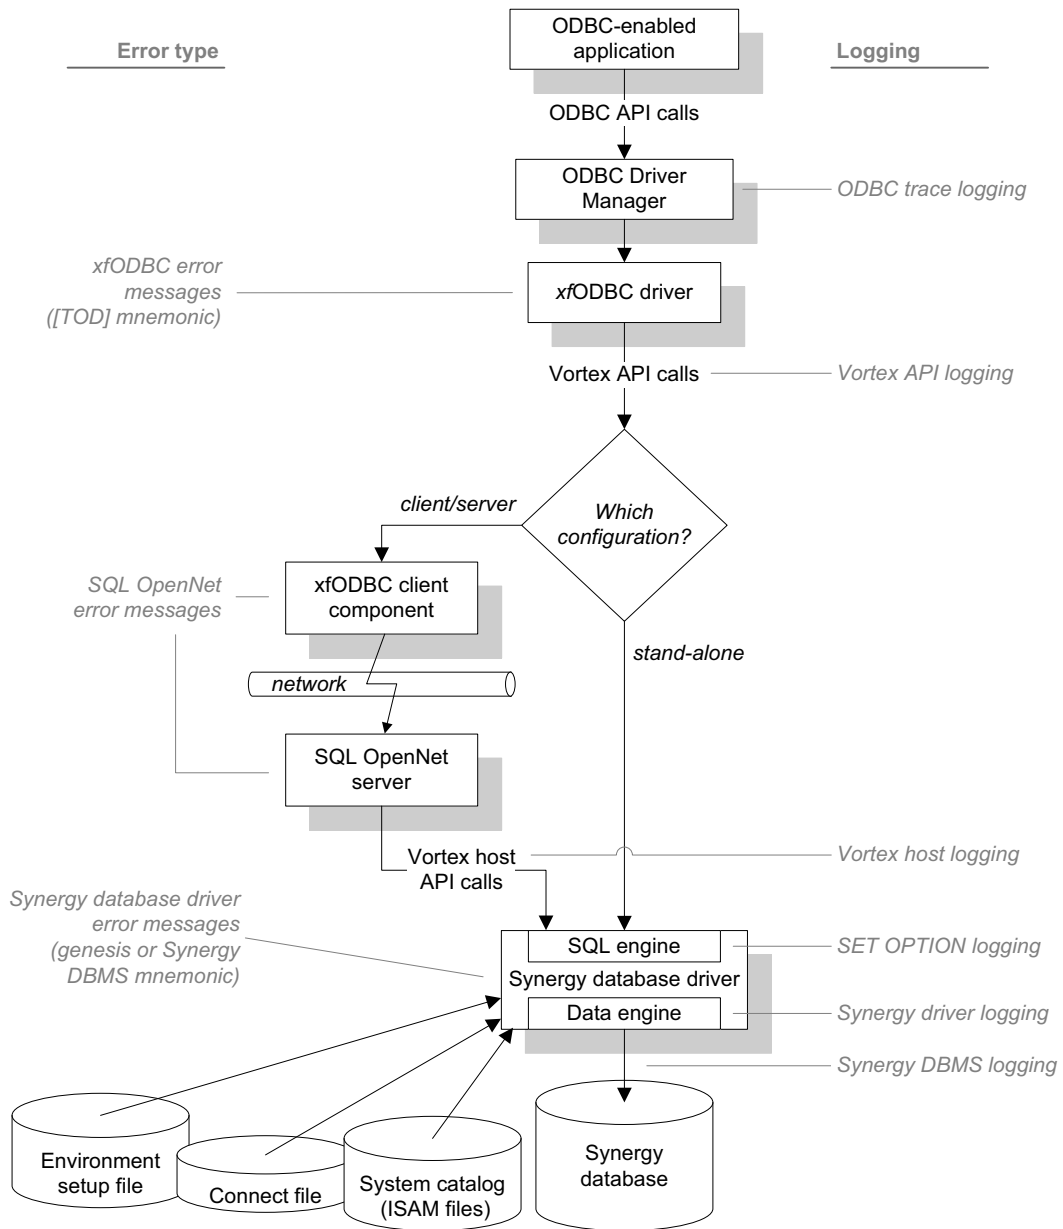 ODBC-enabled
application
Error type
Logging
ODBC API calls
ODBC Driver
Manager
ODBC trace logging
xfODBC error
messages
([TOD] mnemonic)
xfODBC driver
Vortex API calls
Vortex API logging
client/server
Which
configuration?
SQL OpenNet
error messages
xfODBC client
component
stand-alone
network
SQL OpenNet
server
Vortex host
API calls
Vortex host logging
Synergy database driver
error messages
(genesis or Synergy
DBMS mnemonic)
SQL engine
SET OPTION logging
Synergy database driver
Data engine
Synergy driver logging
Synergy DBMS logging
Environment
setup file
Connect file
System catalog
(ISAM files)
Synergy
database